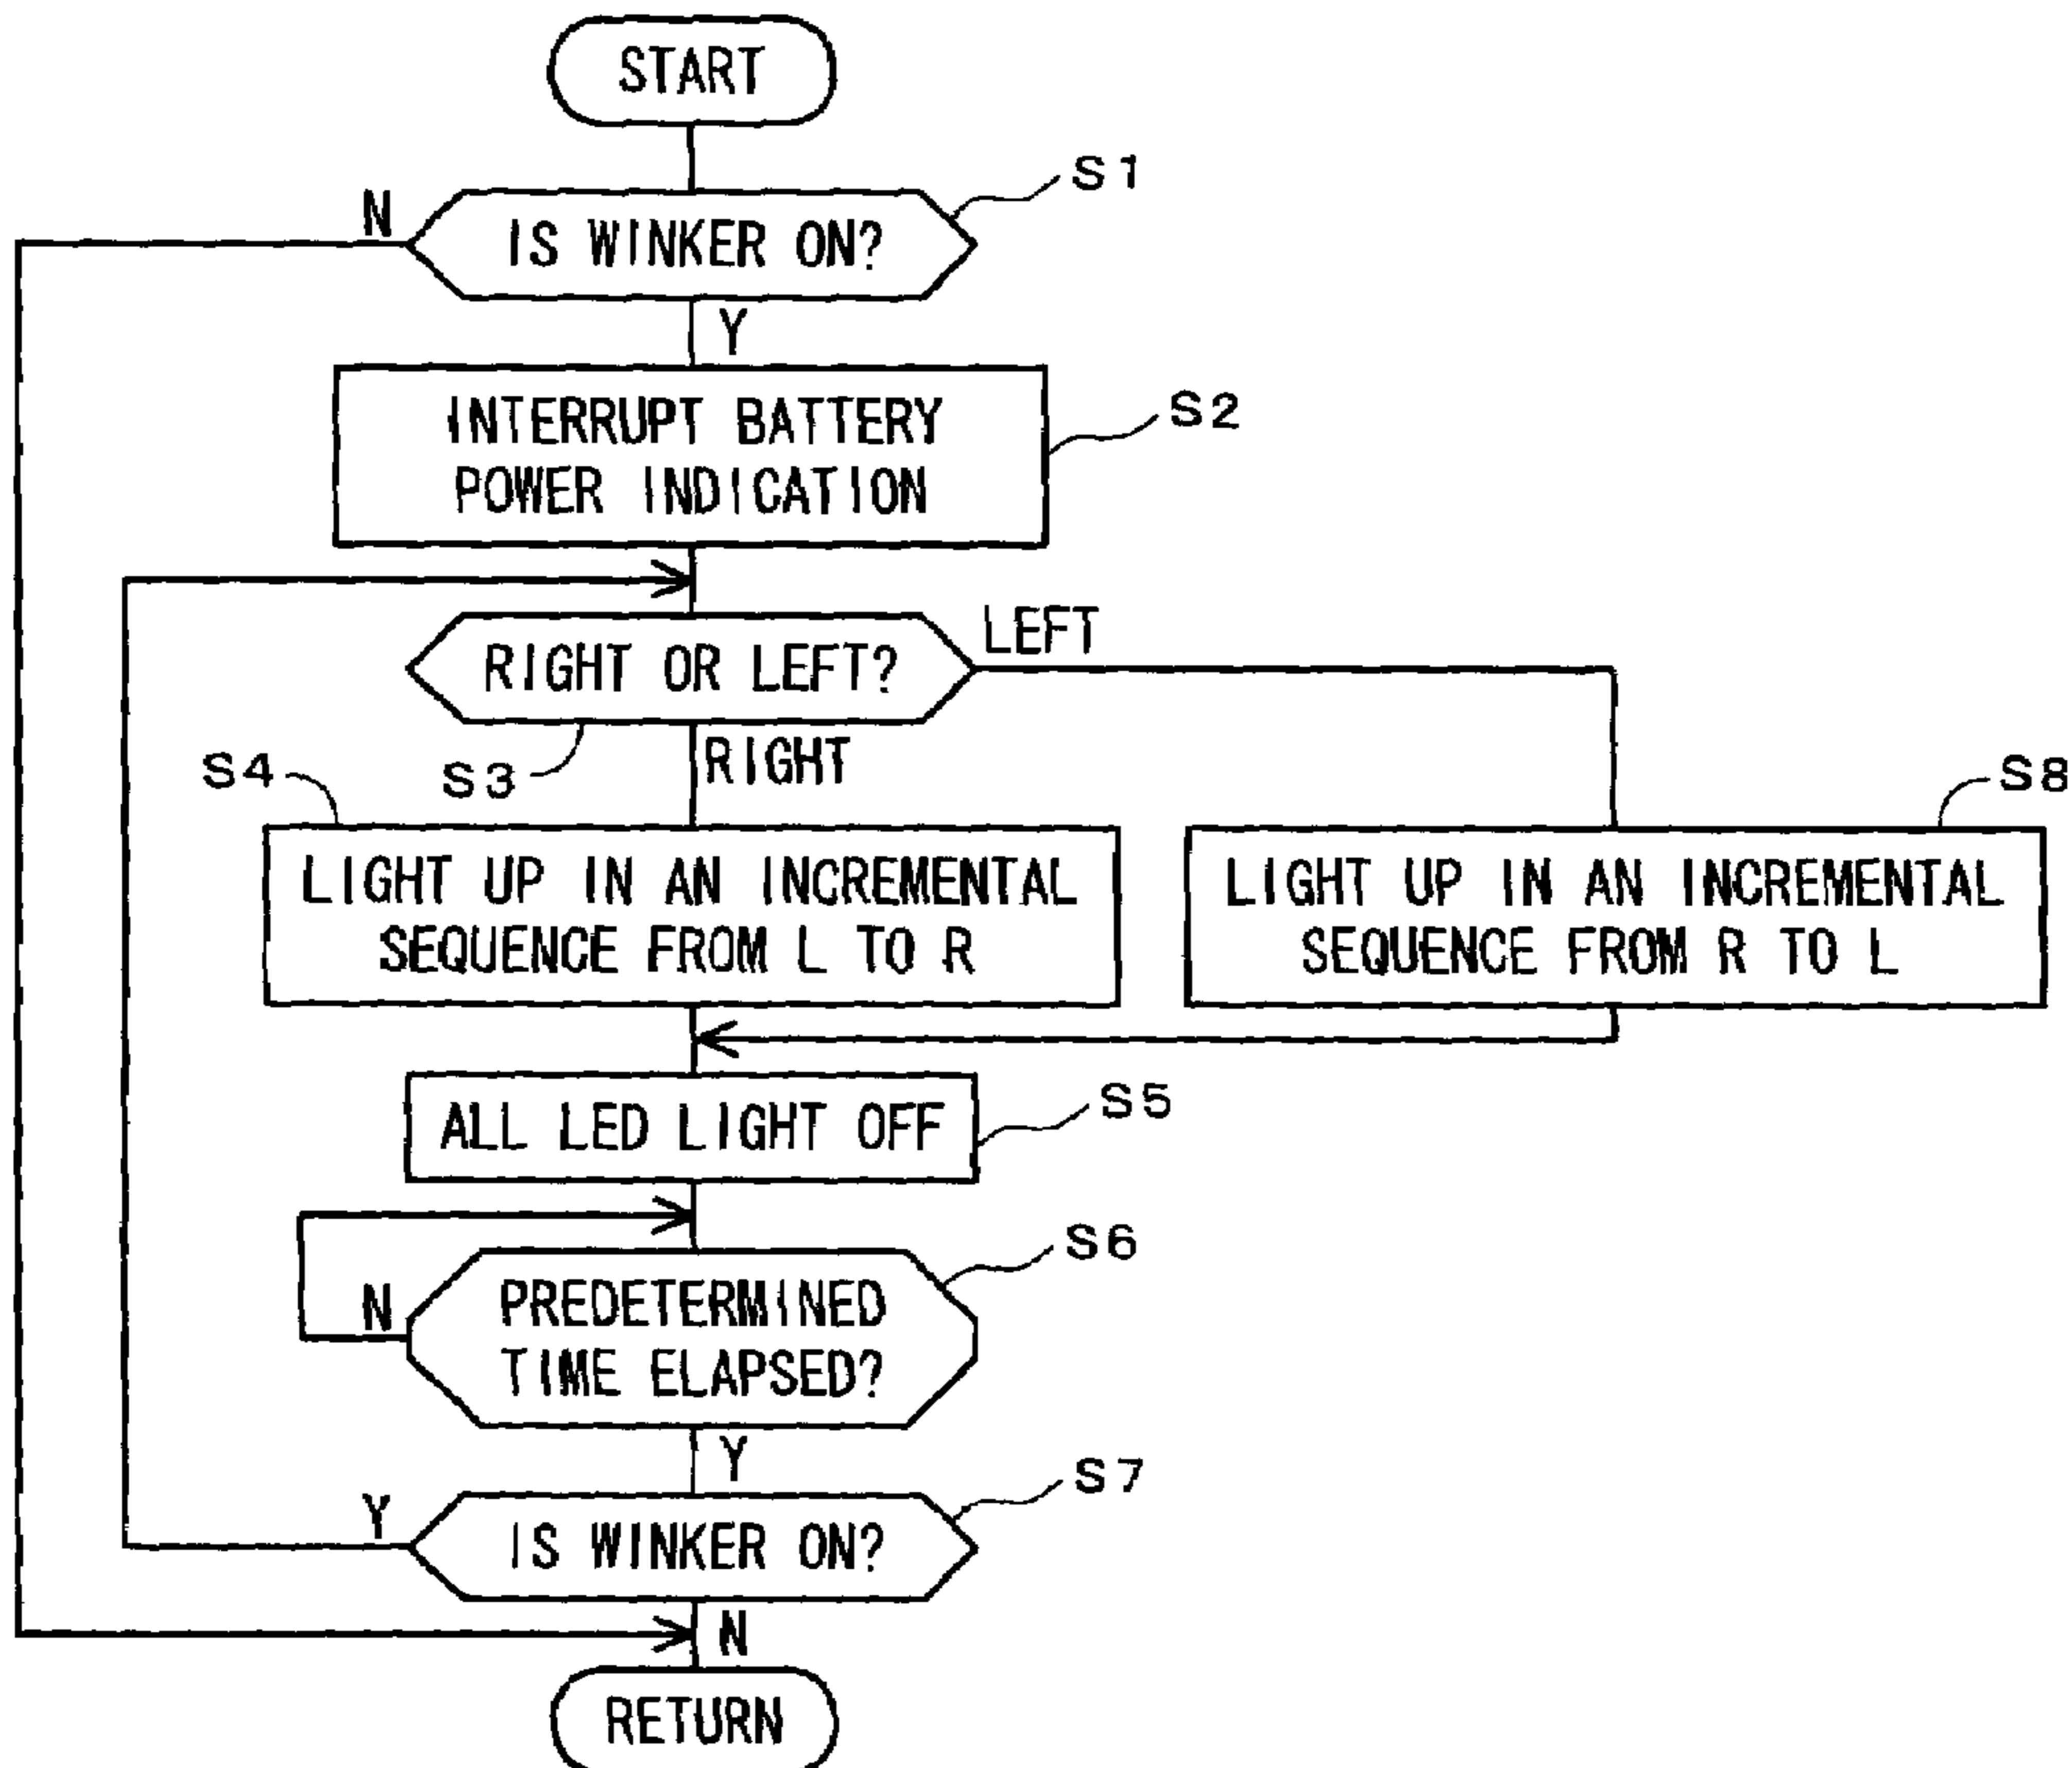 START
S1
N
IS WINKER ON?
Y
INTERRUPT BATTERY
POWER INDICATION
S2
LEFT
RIGHT OR LEFT?
S3
RIGHT
S4
LIGHT UP IN AN INCREMENTAL
SEQUENCE FROM L TO R
S8
LIGHT UP IN AN INCREMENTAL
SEQUENCE FROM R TO L
ALL LED LIGHT OFF
S5
S6
N
PREDETERMINED
TIME ELAPSED?
Y
S7
Y
IS WINKER ON?
N
RETURN